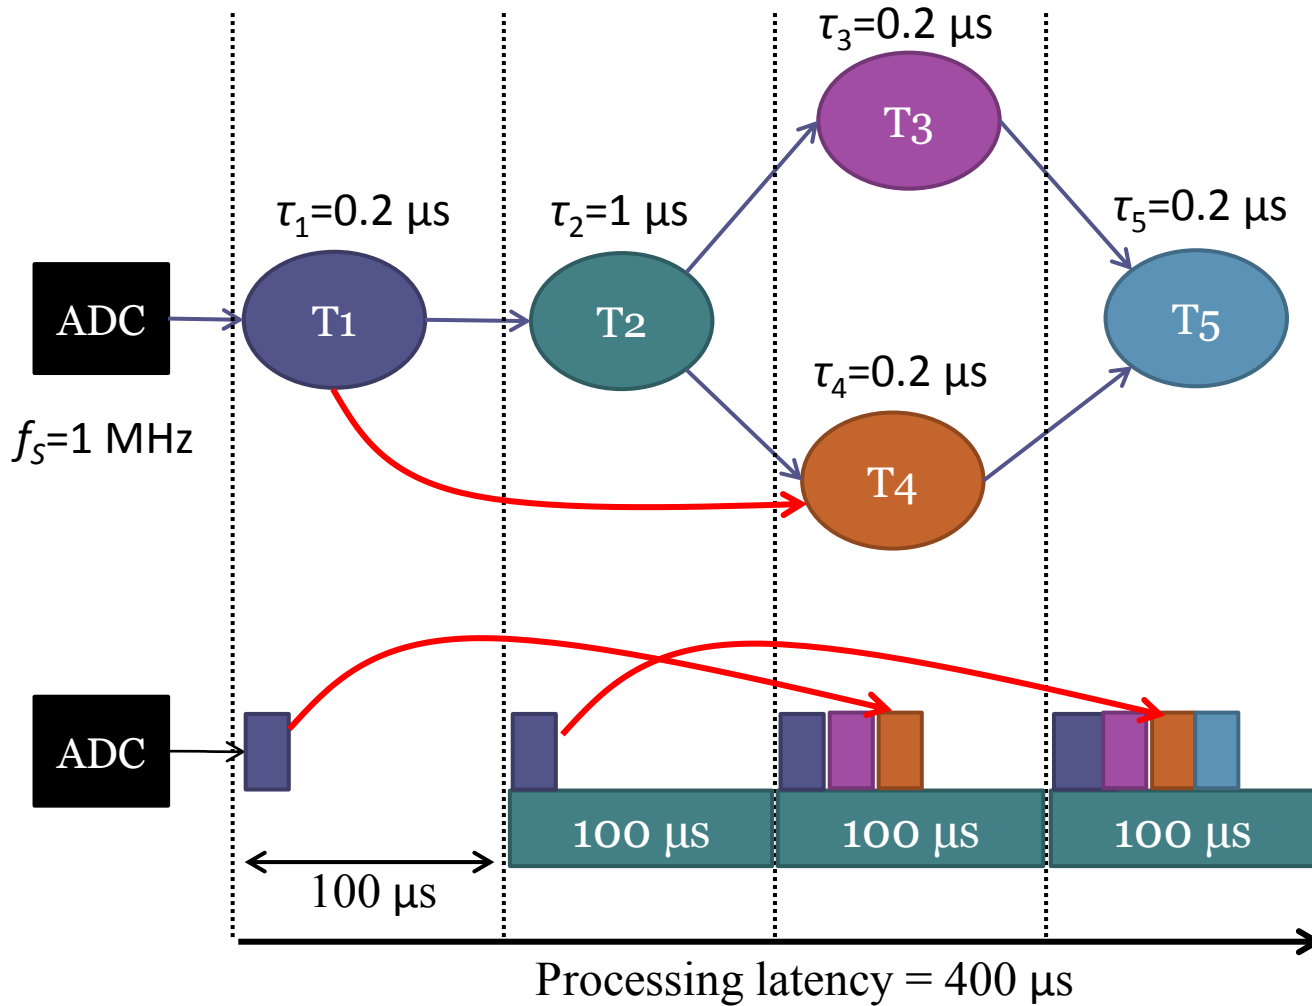 τ3=0.2 μs
T3
τ1=0.2 μs
τ2=1 μs
τ5=0.2 μs
ADC
T1
T2
T5
τ4=0.2 μs
fS=1 MHz
T4
ADC
100 μs
100 μs
100 μs
100 μs
Processing latency = 400 μs